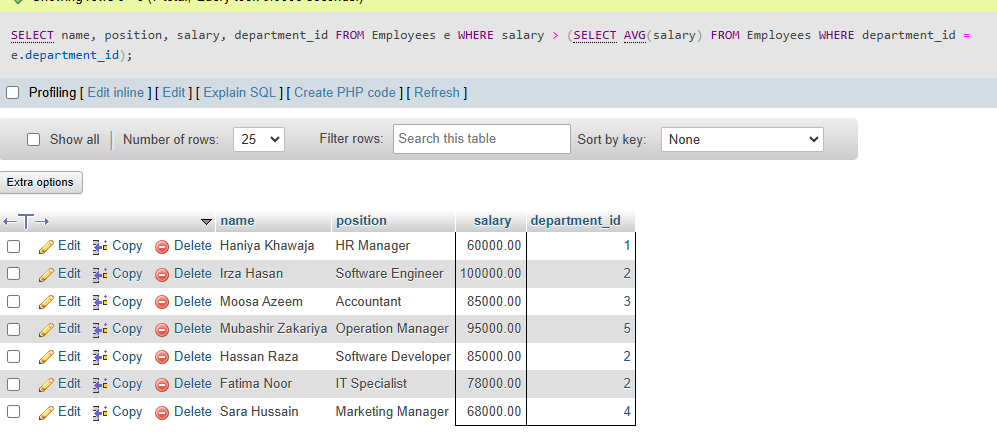 SELECT name, position, salary, department_id FROM Employees e WHERE salary > (SELECT AVG(salary) FROM Employees WHERE department_id =
e.department_id);
Profiling [ Edit inline ] [ Edit ] [ Explain SQL ] [ Create PHP code ] [ Refresh ]
Show all Number of rows: 25 Filter rows: Search this table Sort by key: None
Extra options
name position salary department_id
Edit Copy Delete Haniya Khawaja HR Manager 60000.00 1
Edit Copy Delete Irza Hasan Software Engineer 100000.00 2
Edit Copy Delete Moosa Azeem Accountant 85000.00 3
Edit Copy Delete Mubashir Zakariya Operation Manager 95000.00 5
Edit Copy Delete Hassan Raza Software Developer 85000.00 2
Edit Copy Delete Fatima Noor IT Specialist 78000.00 2
Edit Copy Delete Sara Hussain Marketing Manager 68000.00 4